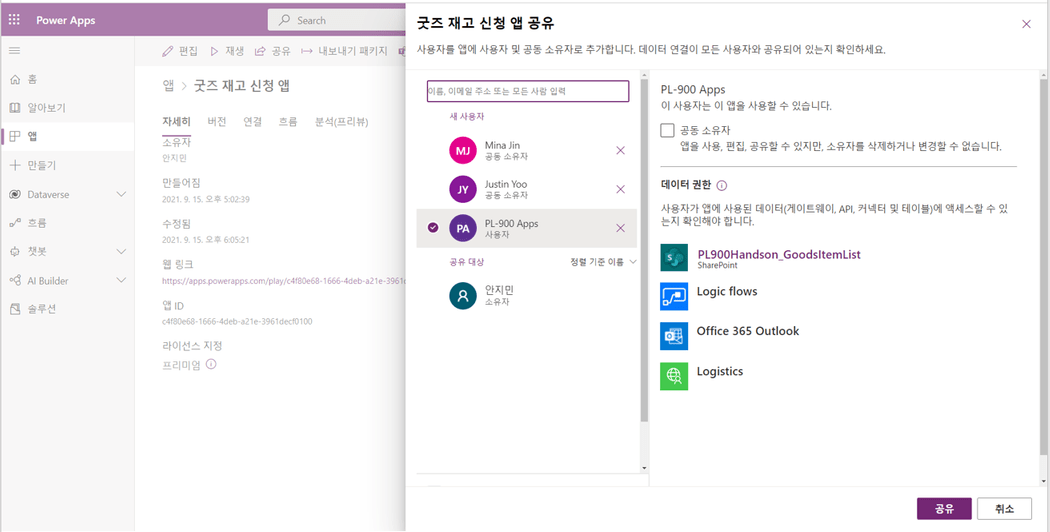 Power Apps
Search
홈
알아보기
앱
만들기
Dataverse
흐름
챗봇
AI Builder
솔루션
편집 재생 공유 내보내기 패키지
앱 > 굿즈 재고 신청 앱
자세히 버전 연결 흐름 분석(프리뷰)
소유자
안지민
만들어짐
2021. 9. 15. 오후 5:02:39
수정됨
2021. 9. 15. 오후 6:05:21
웹 링크
https://apps.powerapps.com/play/c4f80e68-1666-4deb-a21e-3961
앱 ID
c4f80e68-1666-4deb-a21e-3961decf0100
라이선스 지정
프리미엄
굿즈 재고 신청 앱 공유
사용자를 앱에 사용자 및 공동 소유자로 추가합니다. 데이터 연결이 모든 사용자와 공유되어 있는지 확인하세요.
이름, 이메일 주소 또는 모든 사람 입력
새 사용자
MJ
Mina Jin
공동 소유자
JY
Justin Yoo
공동 소유자
PA
PL-900 Apps
사용자
공유 대상 정렬 기준 이름
안지민
소유자
PL-900 Apps
이 사용자는 이 앱을 사용할 수 있습니다.
공동 소유자
앱을 사용, 편집, 공유할 수 있지만, 소유자를 삭제하거나 변경할 수 없습니다.
데이터 권한
사용자가 앱에 사용된 데이터(게이트웨이, API, 커넥터 및 테이블)에 액세스할 수 있
는지 확인해야 합니다.
PL900Handson_GoodsItemList
SharePoint
Logic flows
Office 365 Outlook
Logistics
공유 취소